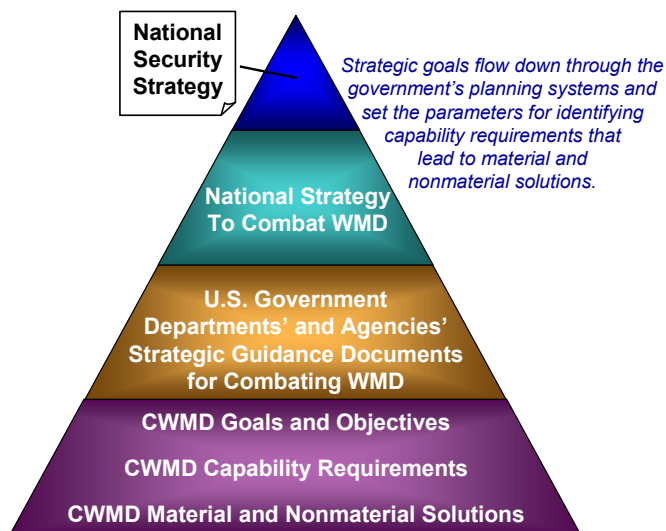 National
Security
Strategy
Strategic goals flow down through the
government's planning systems and
set the parameters for identifying
capability requirements that
lead to material and
nonmaterial solutions.
National Strategy
To Combat WMD
U.S. Government
Departments' and Agencies'
Strategic Guidance Documents
for Combating WMD
CWMD Goals and Objectives
CWMD Capability Requirements
CWMD Material and Nonmaterial Solutions